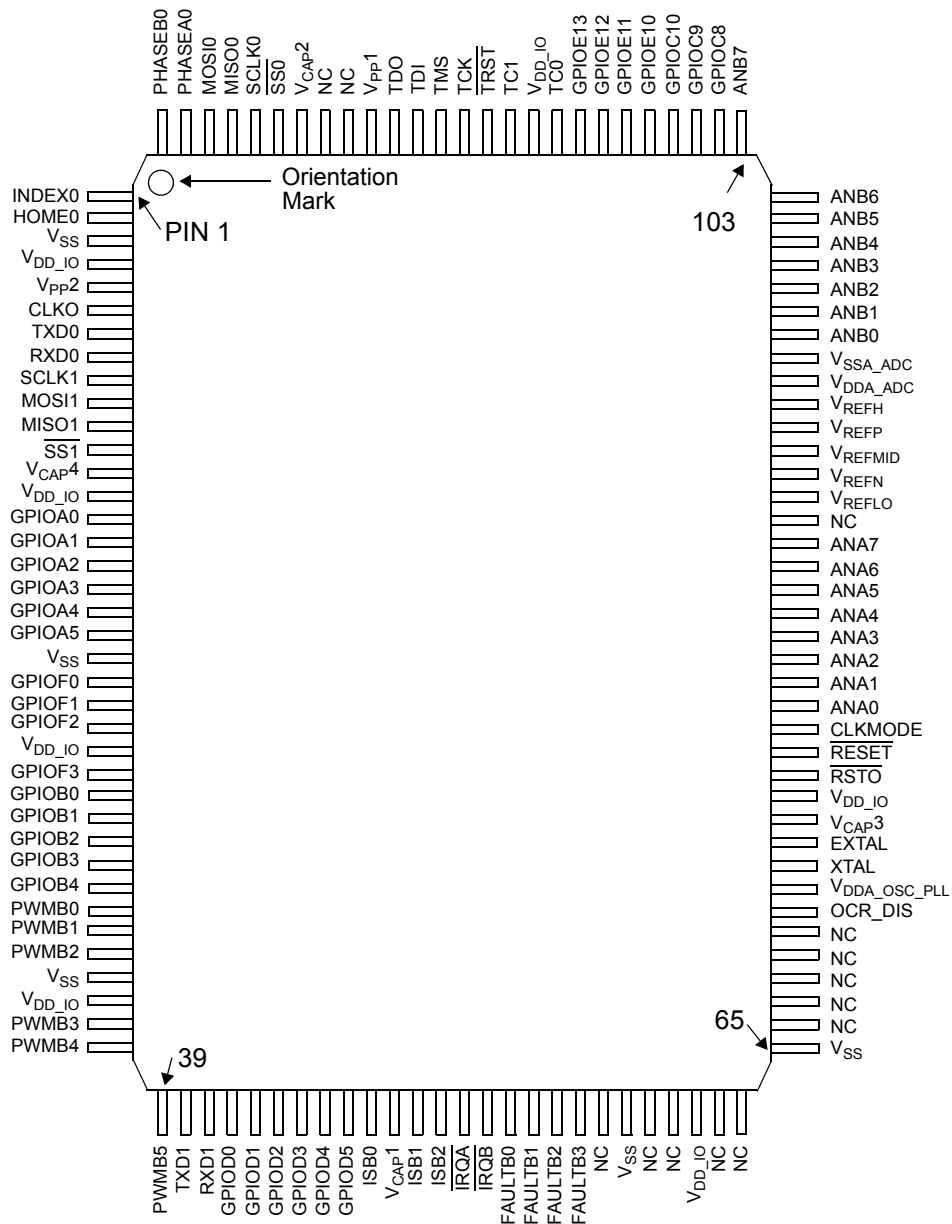 PHASEB0
PHASEA0
MOSI0
MISO0
SCLK0
SS0
VCAP2
NC
NC
VPP1
TDO
TDI
TMS
TCK
TRST
TC1
VDD_IO
TC0
GPIOE13
GPIOE12
GPIOE11
GPIOE10
GPIOC10
GPIOC9
GPIOC8
ANB7
Orientation
Mark
PIN 1
103
INDEX0
HOME0
VSS
VDD_IO
VPP2
CLKO
TXD0
RXD0
SCLK1
MOSI1
MISO1
SS1
VCAP4
VDD_IO
GPIOA0
GPIOA1
GPIOA2
GPIOA3
GPIOA4
GPIOA5
VSS
GPIOF0
GPIOF1
GPIOF2
VDD_IO
GPIOF3
GPIOB0
GPIOB1
GPIOB2
GPIOB3
GPIOB4
PWMB0
PWMB1
PWMB2
VSS
VDD_IO
PWMB3
PWMB4
ANB6
ANB5
ANB4
ANB3
ANB2
ANB1
ANB0
VSSA_ADC
VDDA_ADC
VREFH
VREFP
VREFMID
VREFN
VREFLO
NC
ANA7
ANA6
ANA5
ANA4
ANA3
ANA2
ANA1
ANA0
CLKMODE
RESET
RSTO
VDD_IO
VCAP3
EXTAL
XTAL
VDDA_OSC_PLL
OCR_DIS
NC
NC
NC
NC
NC
VSS
39
65
PWMB5
TXD1
RXD1
GPIOD0
GPIOD1
GPIOD2
GPIOD3
GPIOD4
GPIOD5
ISB0
VCAP1
ISB1
ISB2
IRQA
IRQB
FAULTB0
FAULTB1
FAULTB2
FAULTB3
NC
VSS
NC
NC
VDD_IO
NC
NC